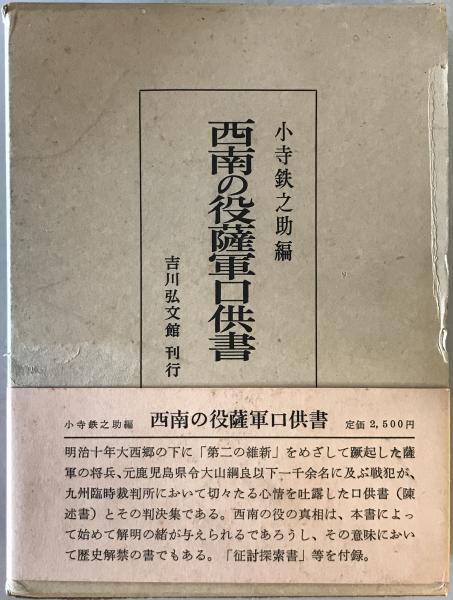 小寺鉄之助編
西南の役薩軍口供書
吉川弘文館 刊行
小寺鉄之助編 西南の役薩軍口供書 定価 2,500円
明治十年大西郷の下に「第二の維新」をめざして蹶起した薩
軍の将兵、元鹿児島県令大山綱良以下一千余名に及ぶ戦犯が、
九州臨時裁判所において切々たる心情を吐露した口供書（陳
述書）とその判決集である。西南の役の真相は、本書によっ
て始めて解明の緒が与えられるであろうし、その意味におい
て歴史解禁の書でもある。「征討探索書」等を付録。